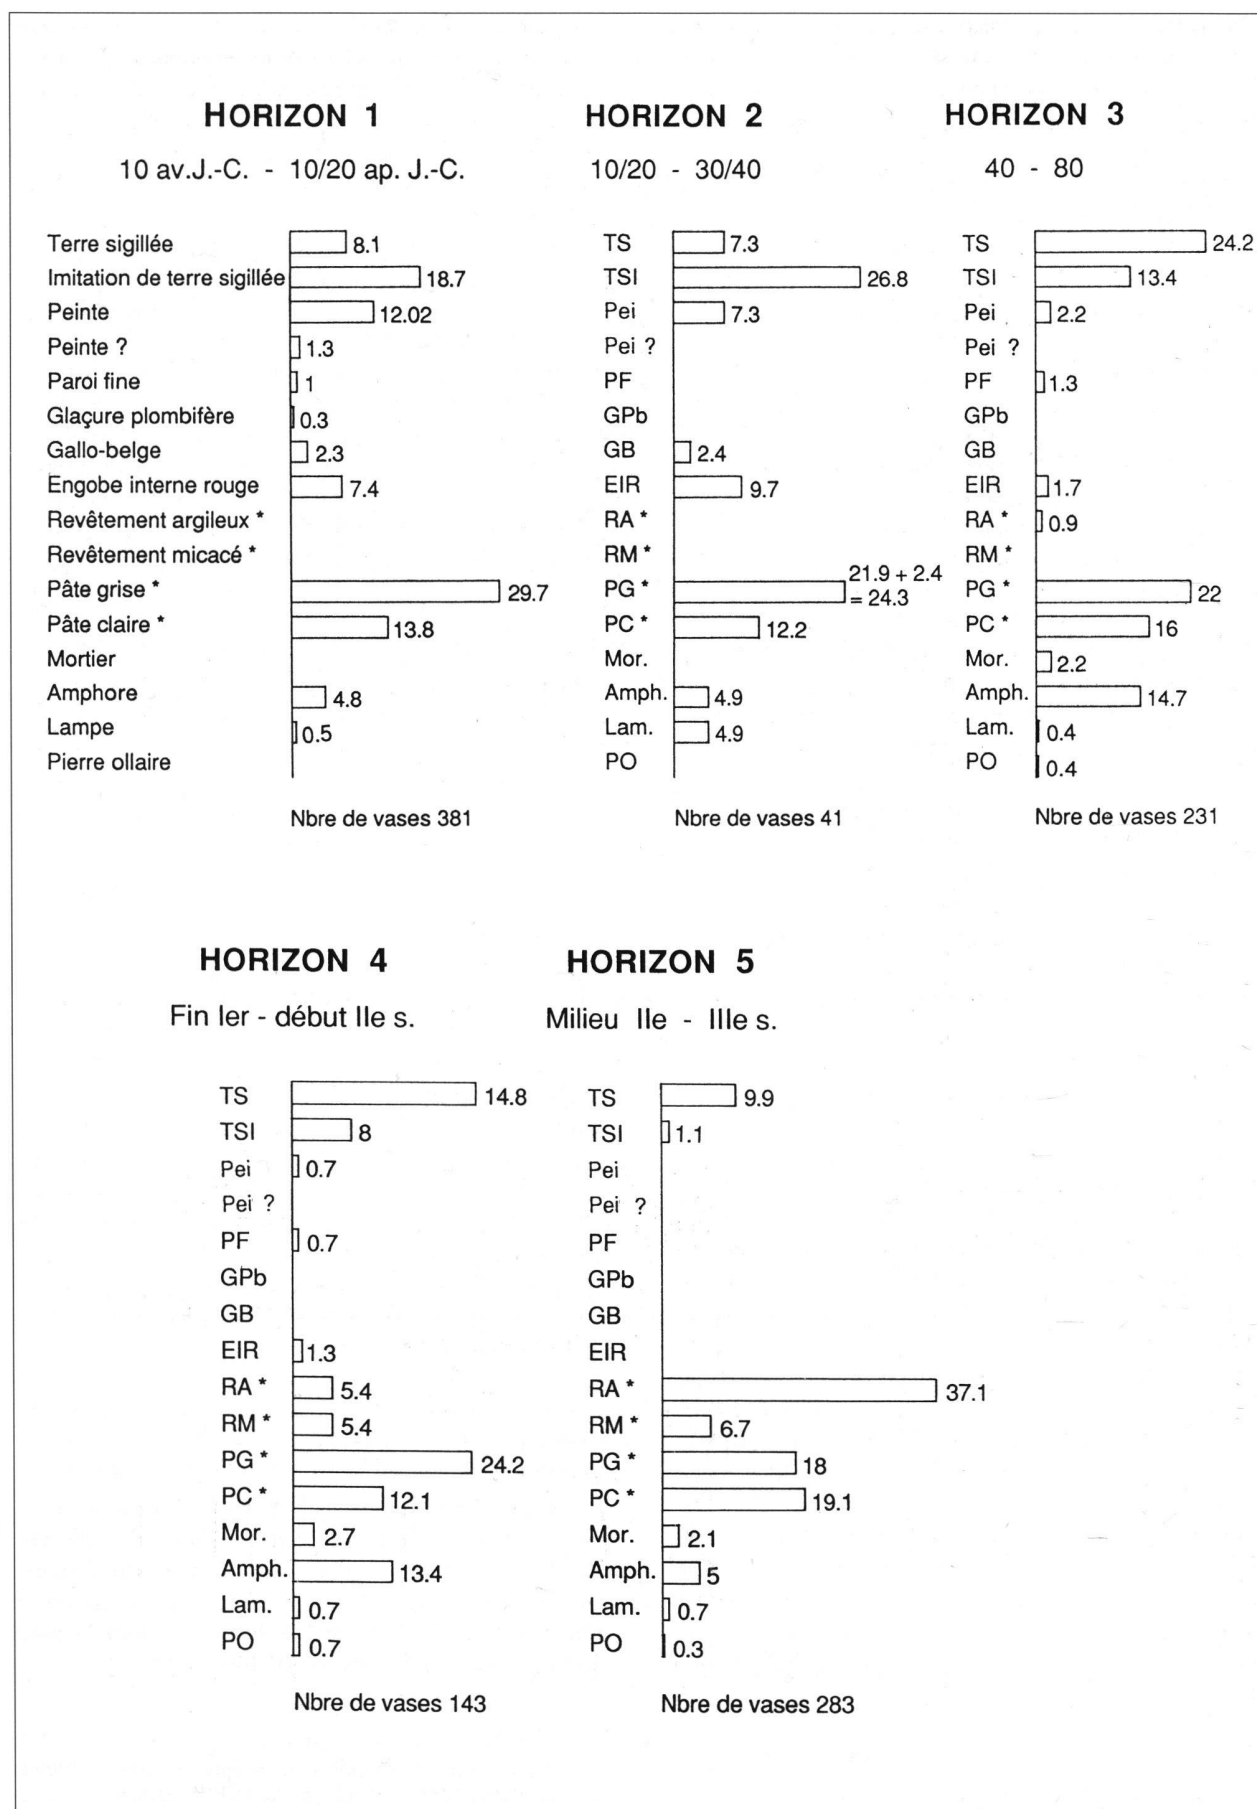 HORIZON 1
10 av.J.-C. - 10/20 ap. J.-C.
Terre sigillée 8.1
Imitation de terre sigillée 18.7
Peinte 12.02
Peinte ? 1.3
Paroi fine 1
Glaçure plombifère 0.3
Gallo-belge 2.3
Engobe interne rouge 7.4
Revêtement argileux *
Revêtement micacé *
Pâte grise * 29.7
Pâte claire * 13.8
Mortier
Amphore 4.8
Lampe 0.5
Pierre ollaire
Nbre de vases 381
HORIZON 2
10/20 - 30/40
TS 7.3
TSI 26.8
Pei 7.3
Pei ?
PF
GPb
GB 2.4
EIR 9.7
RA *
RM *
PG * 21.9 + 2.4
= 24.3
PC * 12.2
Mor.
Amph. 4.9
Lam. 4.9
PO
Nbre de vases 41
HORIZON 3
40 - 80
TS 24.2
TSI 13.4
Pei 2.2
Pei ?
PF 1.3
GPb
GB
EIR 1.7
RA * 0.9
RM *
PG * 22
PC * 16
Mor. 2.2
Amph. 14.7
Lam. 0.4
PO 0.4
Nbre de vases 231
HORIZON 4
Fin Ier - début IIe s.
TS 14.8
TSI 8
Pei 0.7
Pei ?
PF 0.7
GPb
GB
EIR 1.3
RA * 5.4
RM * 5.4
PG * 24.2
PC * 12.1
Mor. 2.7
Amph. 13.4
Lam. 0.7
PO 0.7
Nbre de vases 143
HORIZON 5
Milieu IIe - IIIe s.
TS 9.9
TSI 1.1
Pei
Pei ?
PF
GPb
GB
EIR
RA * 37.1
RM * 6.7
PG * 18
PC * 19.1
Mor. 2.1
Amph. 5
Lam. 0.7
PO 0.3
Nbre de vases 283